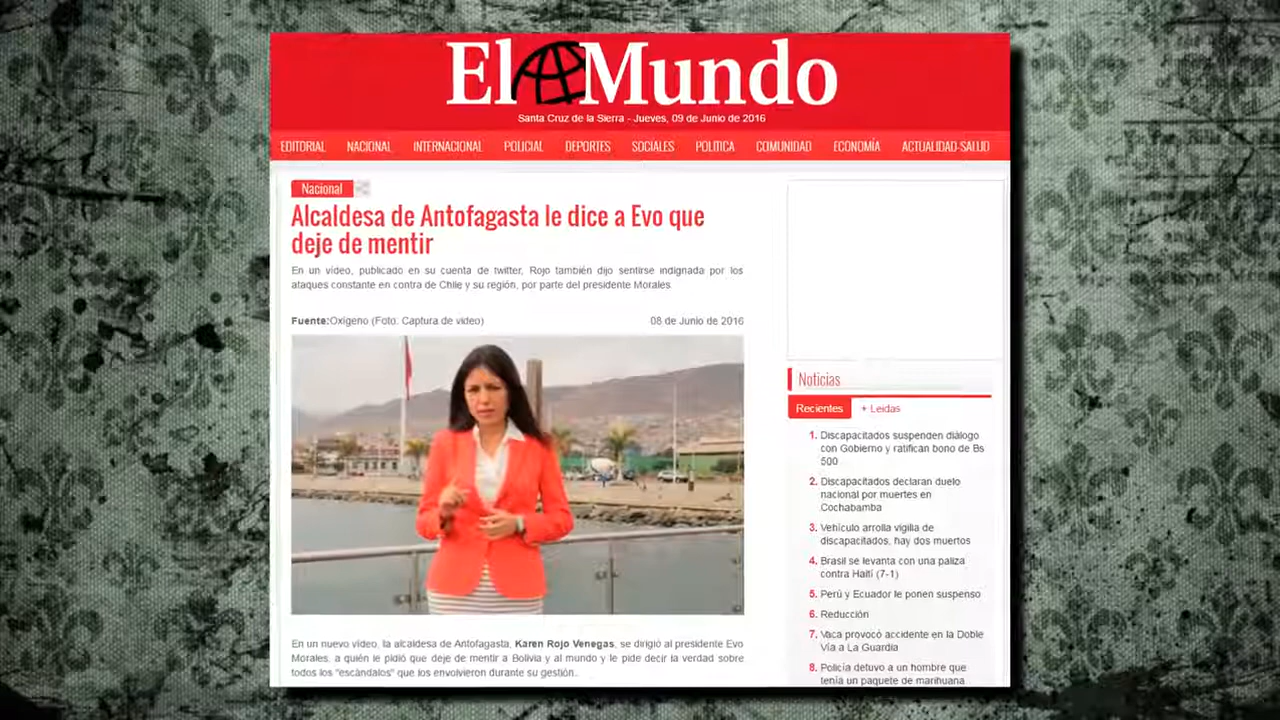 El Mundo
Santa Cruz de la Sierra - Jueves, 09 de Junio de 2016
EDITORIAL NACIONAL INTERNACIONAL POLICIAL DEPORTES SOCIALES POLITICA COMUNIDAD ECONOMÍA ACTUALIDAD-SALUD
Nacional
Alcaldesa de Antofagasta le dice a Evo que
deje de mentir
En un vídeo, publicado en su cuenta de twitter, Rojo también dijo sentirse indignada por los
ataques constante en contra de Chile y su región, por parte del presidente Morales
Fuente:Oxígeno (Foto. Captura de video) 08 de Junio de 2016
En un nuevo vídeo, la alcaldesa de Antofagasta, Karen Rojo Venegas, se dirigió al presidente Evo
Morales, a quién le pidió que deje de mentir a Bolivia y al mundo y le pide decir la verdad sobre
todos los "escándalos" que los envolvieron durante su gestión..
Noticias
Recientes + Leidas
1. Discapacitados suspenden diálogo
con Gobierno y ratifican bono de Bs
500
2. Discapacitados declaran duelo
nacional por muertes en
Cochabamba
3. Vehículo arrolla vigilia de
discapacitados, hay dos muertos
4. Brasil se levanta con una paliza
contra Haití (7-1)
5. Perú y Ecuador le ponen suspenso
6. Reducción
7. Vaca provocó accidente en la Doble
Vía a La Guardia
8. Policía detuvo a un hombre que
tenía un paquete de marihuana